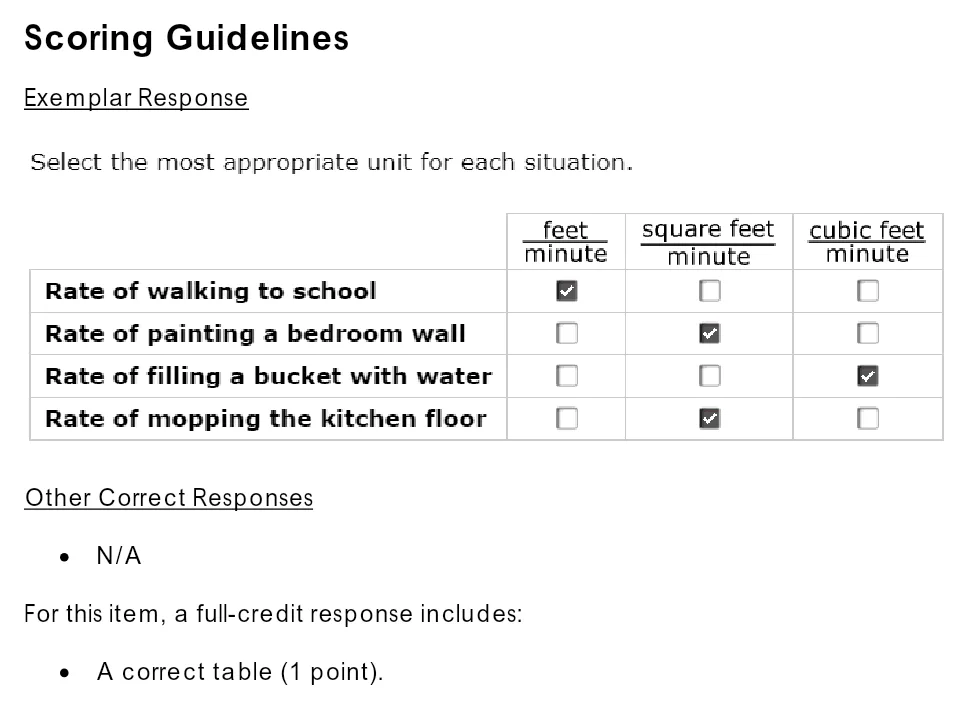 Scoring Guidelines
Exemplar Response
Select the most appropriate unit for each situation.
feet square feet cubic feet
minute minute minute
Rate of walking to school
Rate of painting a bedroom wall
Rate of filling a bucket with water
Rate of mopping the kitchen floor
Other Correct Responses
• N/A
For this item, a full-credit response includes:
• A correct table (1 point).